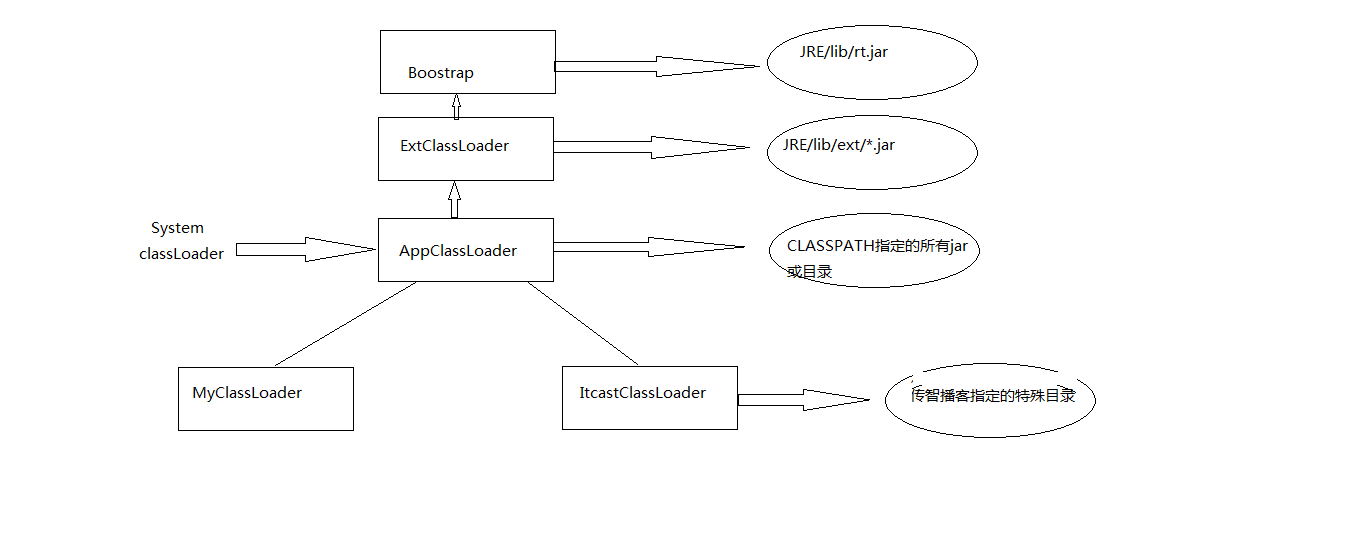 Boostrap
JRE/lib/rt.jar
ExtClassLoader
JRE/lib/ext/*.jar
System
classLoader
AppClassLoader
CLASSPATH指定的所有jar
或目录
MyClassLoader
ItcastClassLoader
传智播客指定的特殊目录